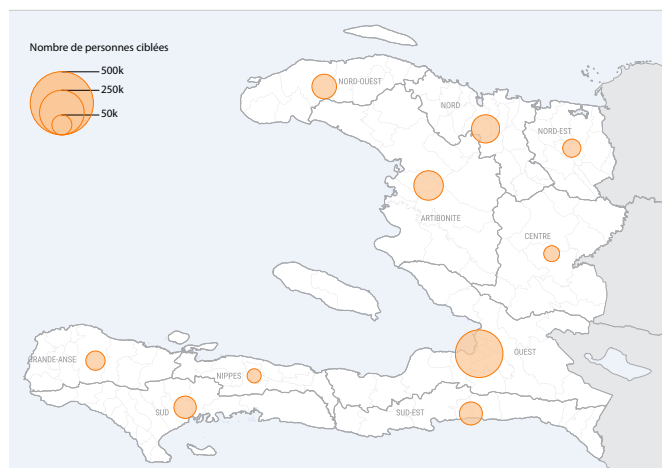 Nombre de personnes ciblées
500k
250k
50k
NORD-OUEST
NORD
NORD-EST
ARTIBONITE
CENTRE
OUEST
GRANDE-ANSE
NIPPES
SUD
SUD-EST